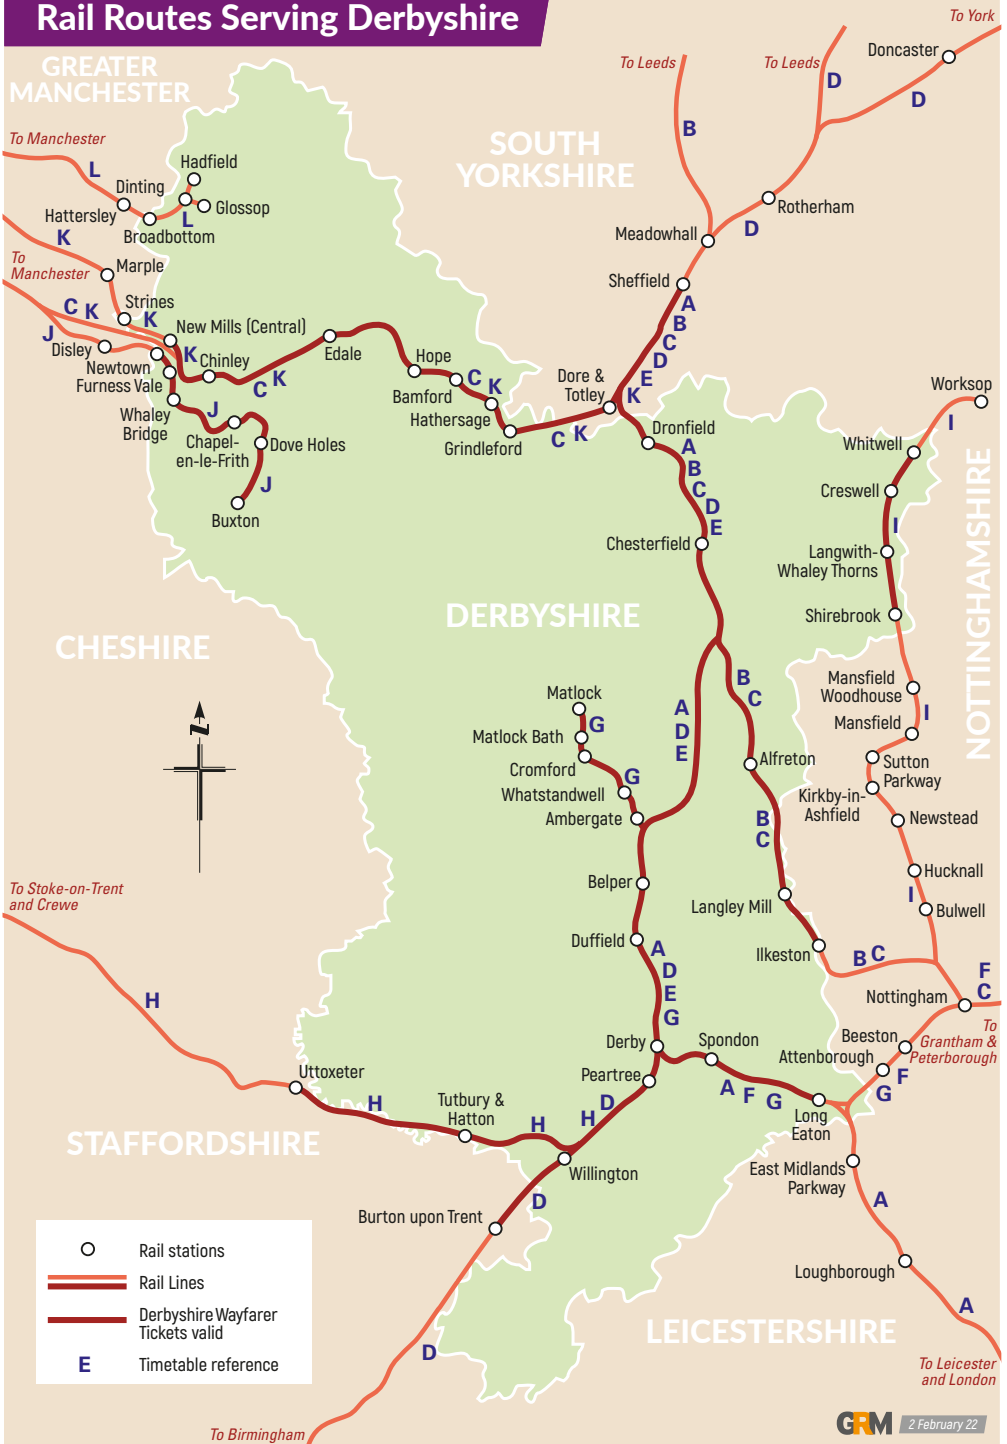 Rail Routes Serving Derbyshire
To York
GREATER
MANCHESTER
To Leeds
To Leeds
Doncaster
D
D
B
SOUTH
YORKSHIRE
To Manchester
L
Hadfield
Dinting
Glossop
Hattersley
L
Broadbottom
K
Rotherham
D
Meadowhall
To
Manchester
Marple
Sheffield
Strines
C K
K
J
New Mills (Central)
A
B
C
D
E
K
Disley
K
Chinley
Edale
Newtown
Furness Vale
C K
Hope
C K
Bamford
Hathersage
Grindleford
C K
Dore &
Totley
Whaley
Bridge
J
Chapel-
en-le-Frith
Dove Holes
J
Buxton
Dronfield
A
B
C
D
E
Chesterfield
Worksop
I
Whitwell
Creswell
I
Langwith-
Whaley Thorns
Shirebrook
NOTTINGHAMSHIRE
DERBYSHIRE
CHESHIRE
Mansfield
Woodhouse
I
Mansfield
B
C
Matlock
G
Matlock Bath
A
D
E
Cromford
G
Whatstandwell
Ambergate
Alfreton
Sutton
Parkway
Kirkby-in-
Ashfield
Newstead
B
C
Hucknall
I
Bulwell
N
Belper
Langley Mill
To Stoke-on-Trent
and Crewe
Duffield
A
D
E
G
Ilkeston
B C
F
C
Nottingham
H
To
Grantham &
Peterborough
Beeston
Attenborough
F
G
Derby
Spondon
Peartree
A F G
Long
Eaton
Uttoxeter
H
Tutbury &
Hatton
H
H
D
Willington
STAFFORDSHIRE
D
East Midlands
Parkway
A
Burton upon Trent
Loughborough
A
LEICESTERSHIRE
D
To Leicester
and London
To Birmingham
Rail stations
Rail Lines
Derbyshire Wayfarer
Tickets valid
E
Timetable reference
GRM
2 February 22